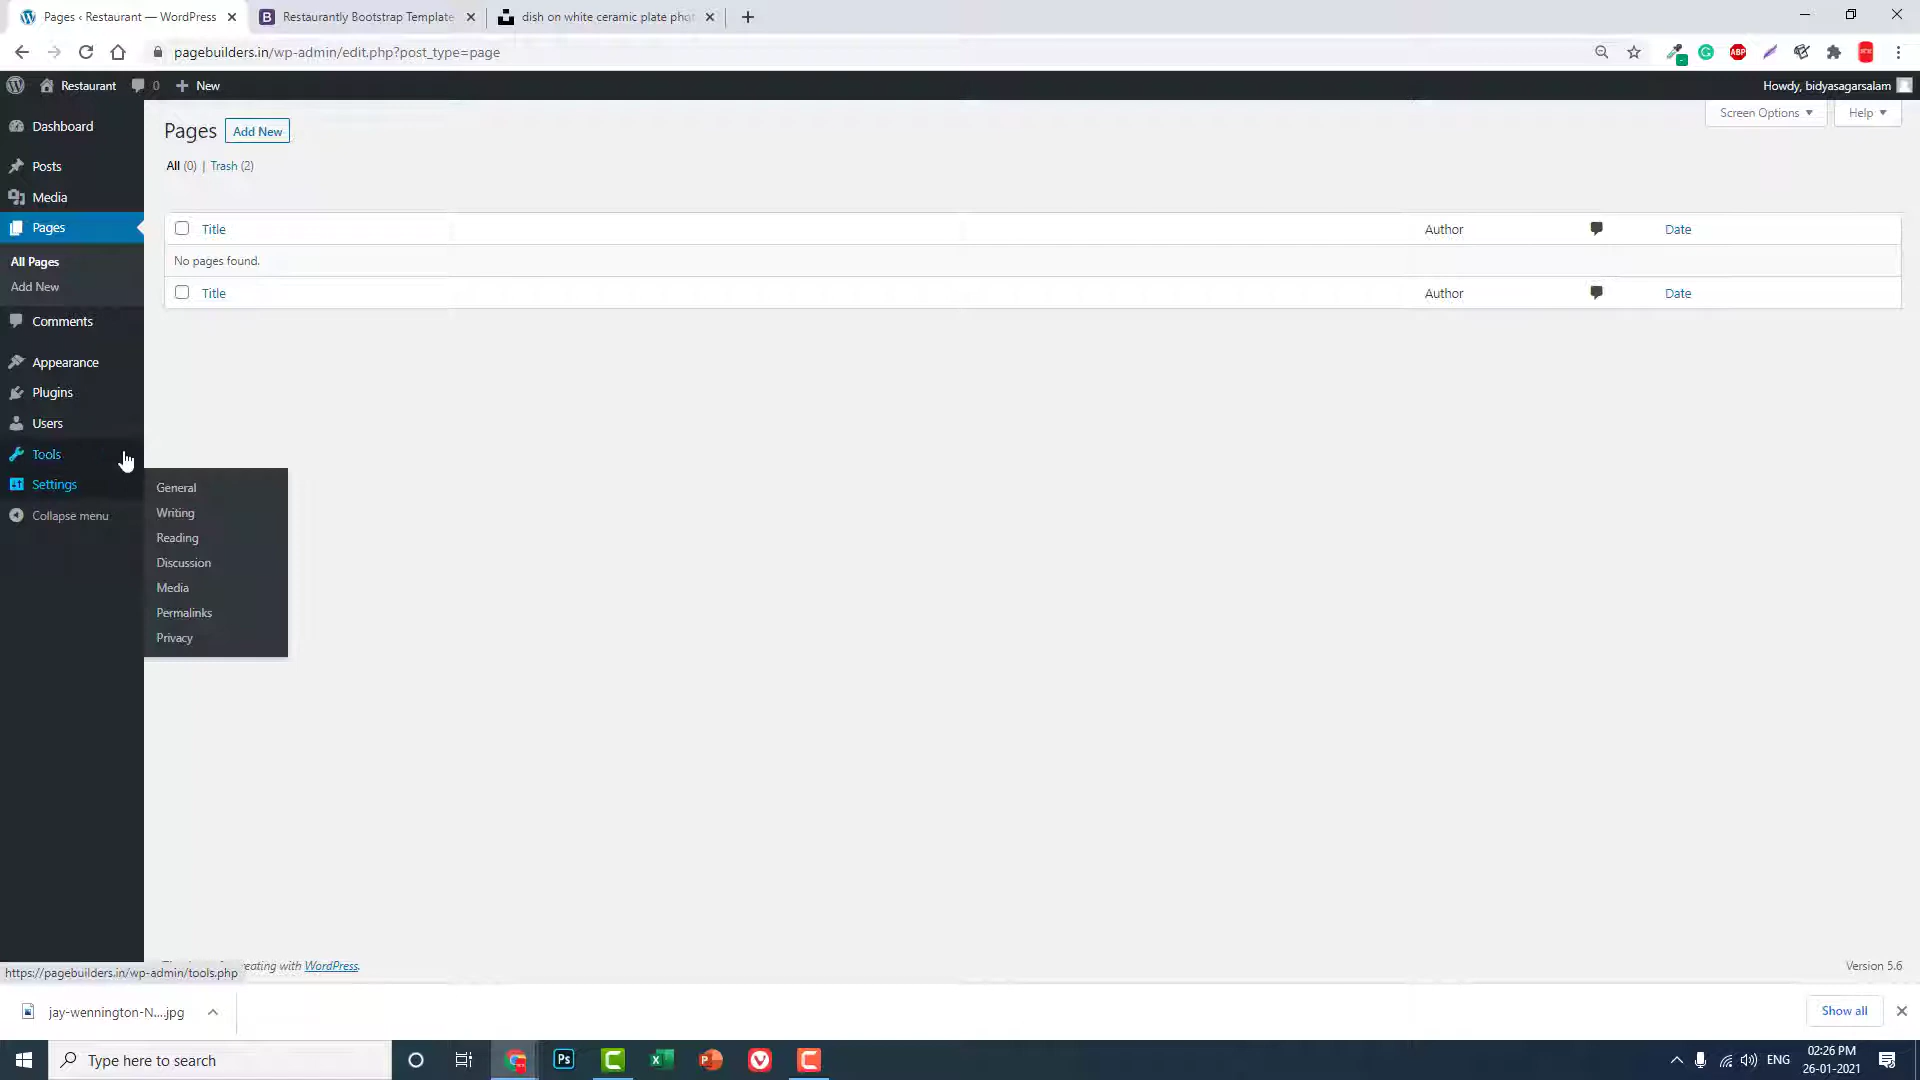 Pages ‹ Restaurant — WordPress
Restaurantly Bootstrap Template
dish on white ceramic plate phot
pagebuilders.in/wp-admin/edit.php?post_type=page
ABP
Restaurant
0
+ New
Howdy, bidyasagarsalam
Screen Options
Help
Dashboard
Posts
Media
Pages
All Pages
Add New
Comments
Appearance
Plugins
Users
Tools
Settings
Collapse menu
Pages
Add New
All (0) | Trash (2)
Title
Author
Date
No pages found.
Title
Author
Date
General
Writing
Reading
Discussion
Media
Permalinks
Privacy
https://pagebuilders.in/wp-admin/tools.php
eating with WordPress.
Version 5.6
jay-wennington-N....jpg
Show all
Type here to search
Ps
ENG
02:26 PM
26-01-2021